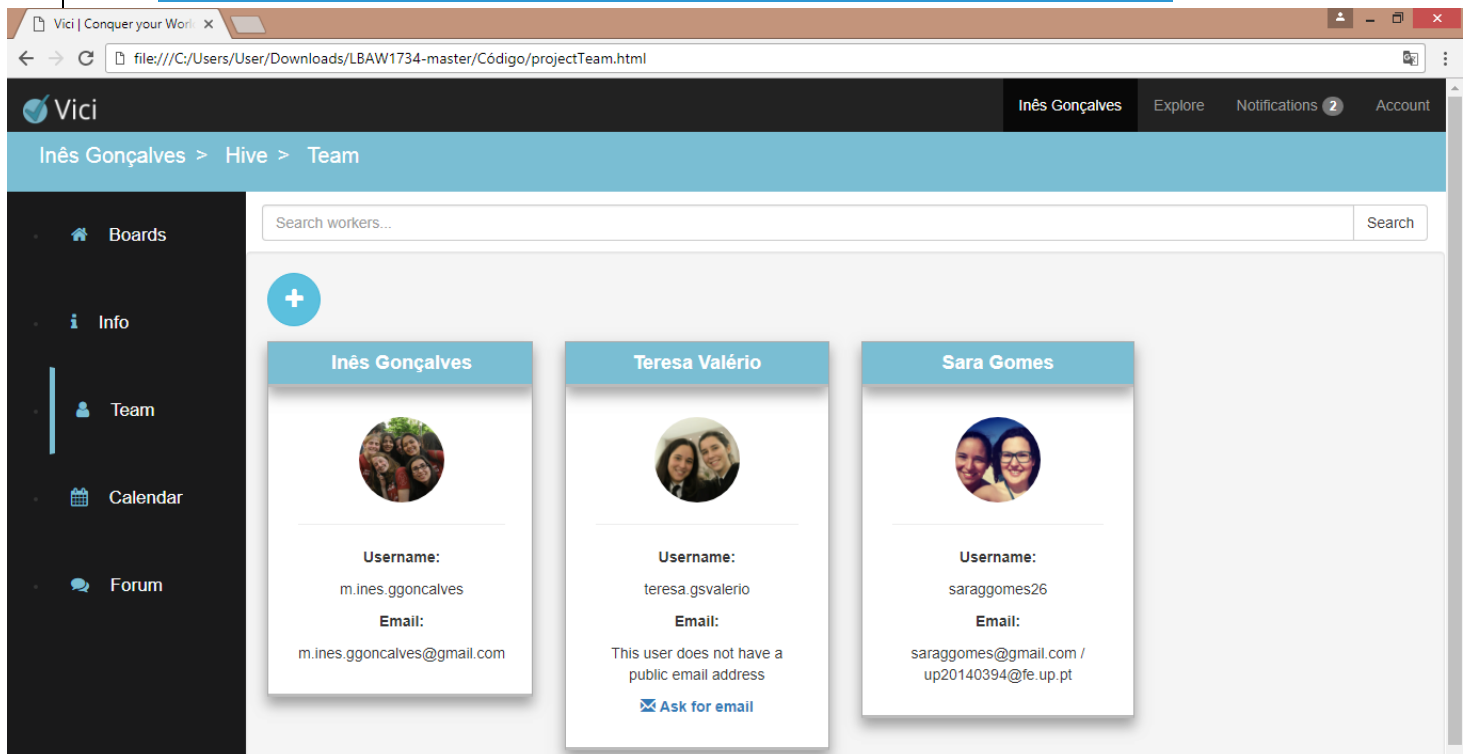 Vici | Conquer your Work
file:///C:/Users/User/Downloads/LBAW1734-master/Código/projectTeam.html
Vici
Inês Gonçalves Explore Notifications 2 Account
Inês Gonçalves > Hive > Team
Search workers... Search
Boards
Info
Team
Calendar
Forum
Inês Gonçalves
Username:
m.ines.ggoncalves
Email:
m.ines.ggoncalves@gmail.com
Teresa Valério
Username:
teresa.gsvalerio
Email:
This user does not have a
public email address
Ask for email
Sara Gomes
Username:
saraggomes26
Email:
saraggomes@gmail.com /
up20140394@fe.up.pt